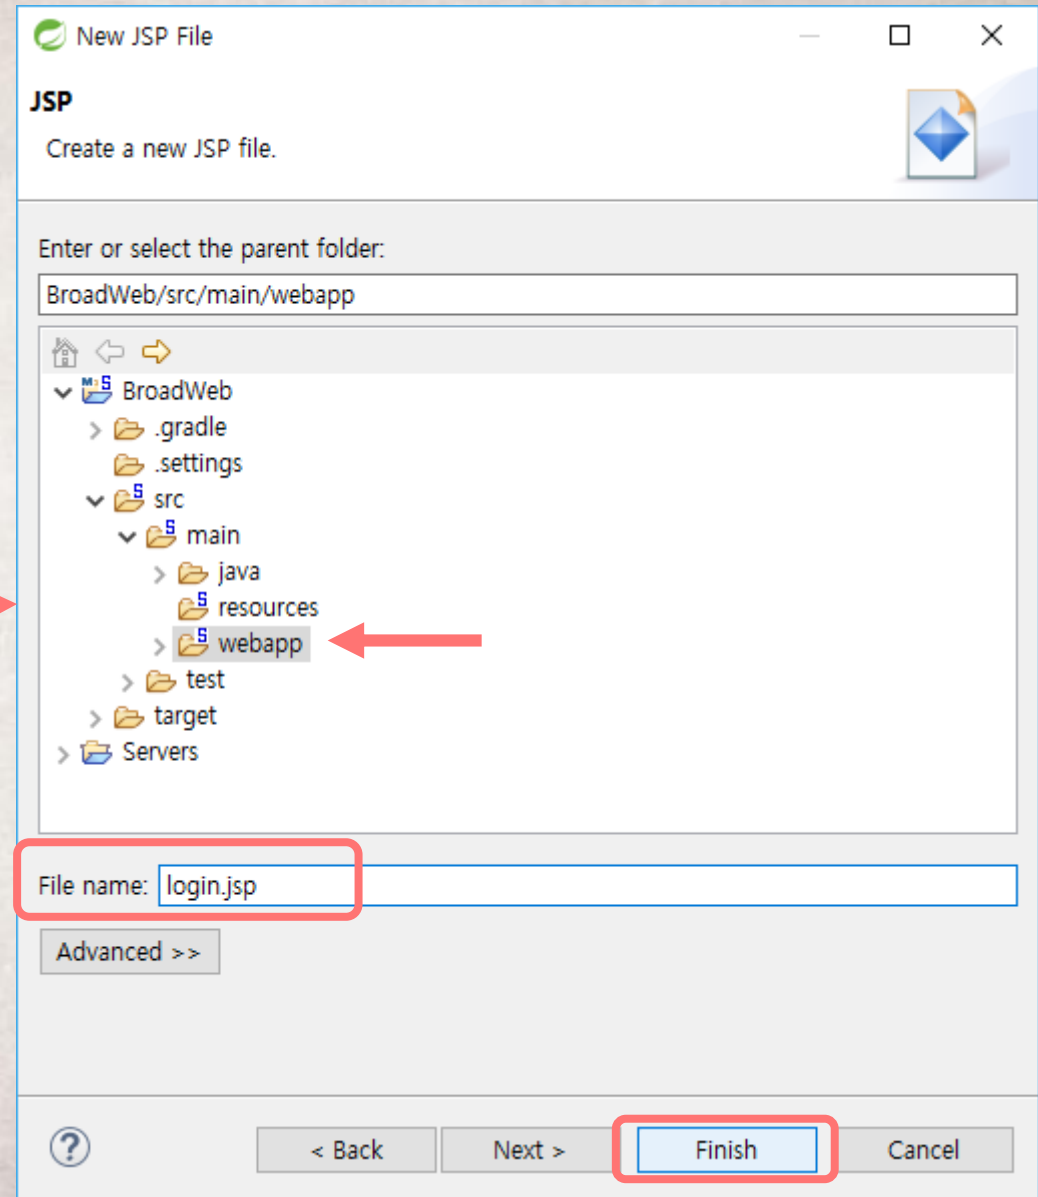 New JSP File
JSP
Create a new JSP file.
Enter or select the parent folder:
BroadWeb/src/main/webapp
BroadWeb
.gradle
.settings
src
main
java
resources
webapp
test
target
Servers
File name: login.jsp
Advanced >>
< Back Next > Finish Cancel